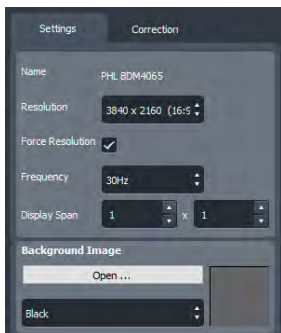 Settings Correction
Name PHL BDM4065
Resolution 3840 x 2160 (16:9
Force Resolution
Frequency 30Hz
Display Span 1 x 1
Background Image
Open ...
Black